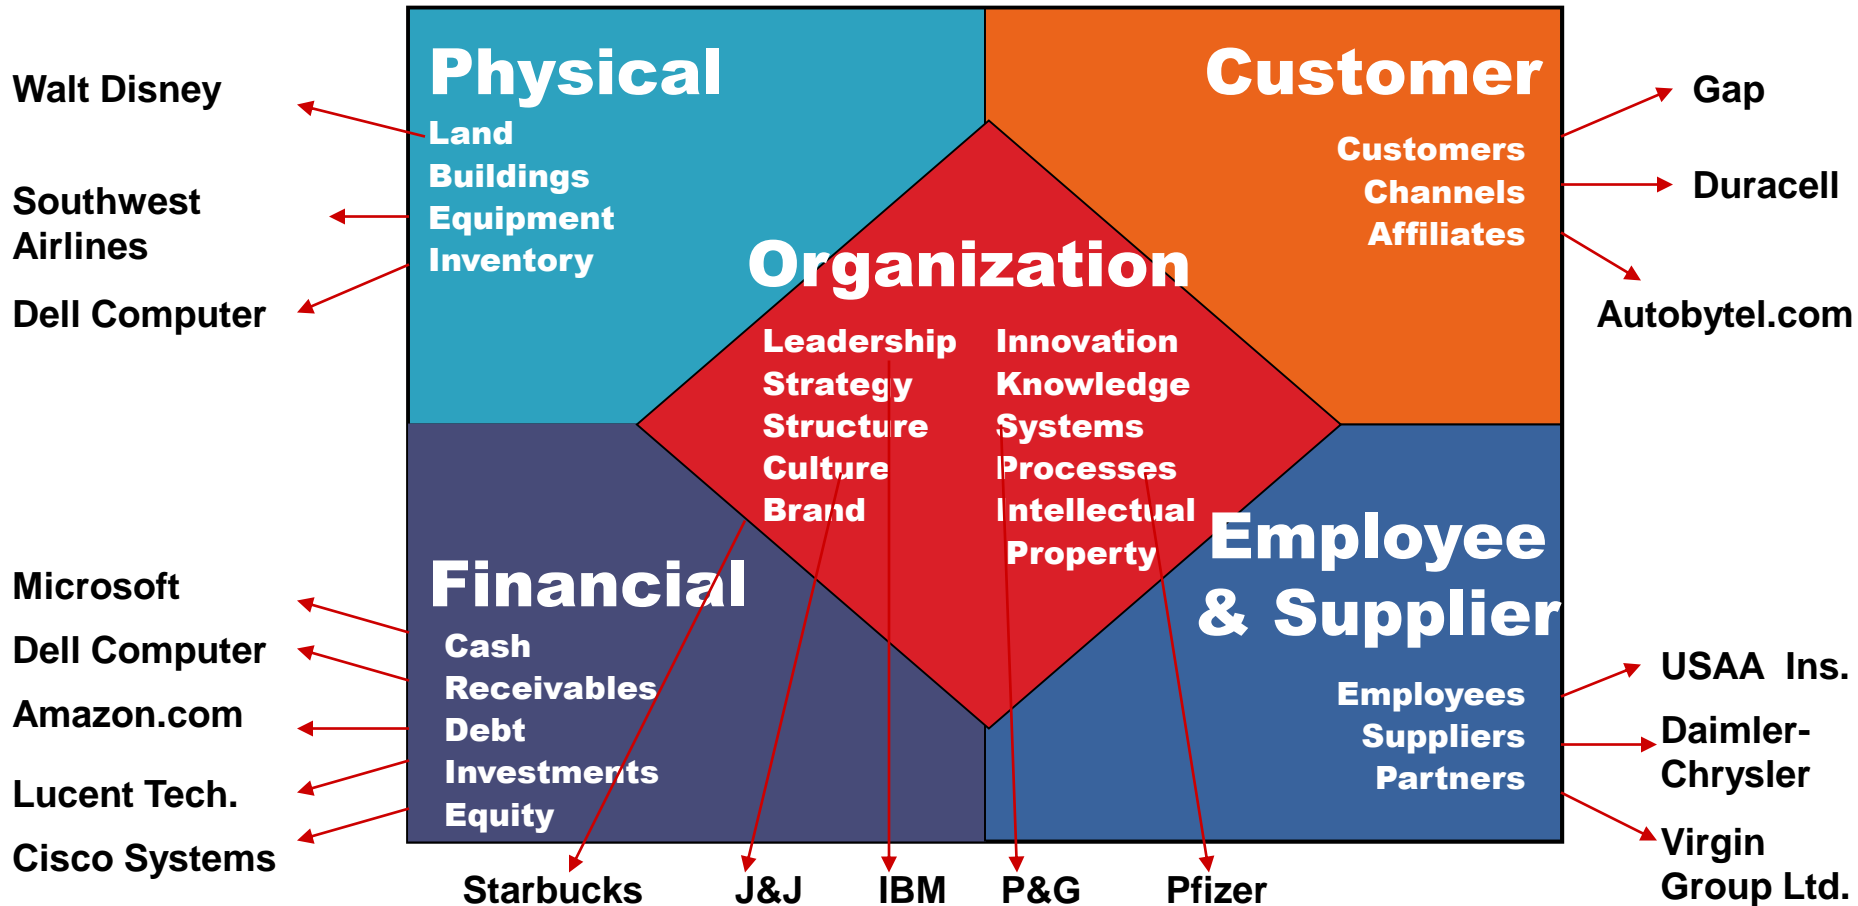 Physical
Land
Buildings
Equipment
Inventory
Customer
Customers
Channels
Affiliates
Organization
Leadership
Strategy
Structure
Culture
Brand
Innovation
Knowledge
Systems
Processes
Intellectual
Property
Financial
Cash
Receivables
Debt
Investments
Equity
Employee
& Supplier
Employees
Suppliers
Partners
Walt Disney
Southwest
Airlines
Dell Computer
Microsoft
Dell Computer
Amazon.com
Lucent Tech.
Cisco Systems
Starbucks
J&J
IBM
P&G
Pfizer
Gap
Duracell
Autobytel.com
USAA Ins.
Daimler-
Chrysler
Virgin
Group Ltd.